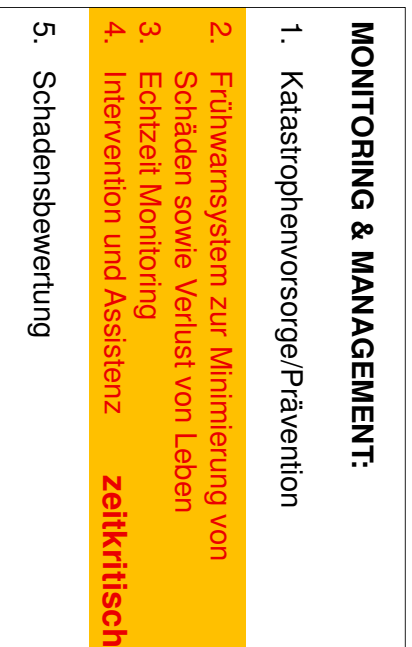 MONITORING & MANAGEMENT:
1. Katastrophenvorsorge/Prävention
2. Frühwarnsystem zur Minimierung von
Schäden sowie Verlust von Leben
3. Echtzeit Monitoring
4. Intervention und Assistenz zeitkritisch
5. Schadensbewertung